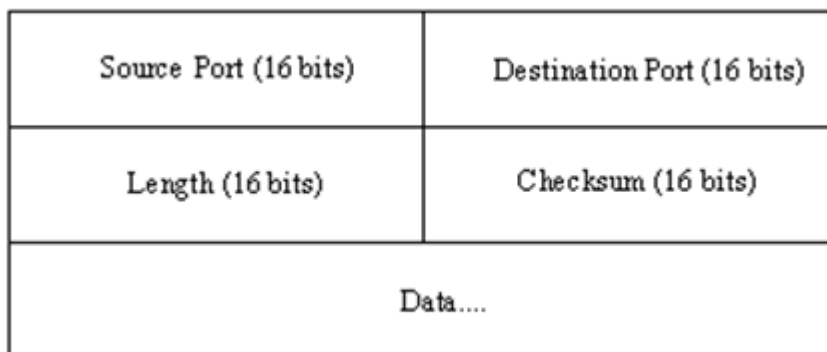 Source Port (16 bits)
Destination Port (16 bits)
Length (16 bits)
Checksum (16 bits)
Data....